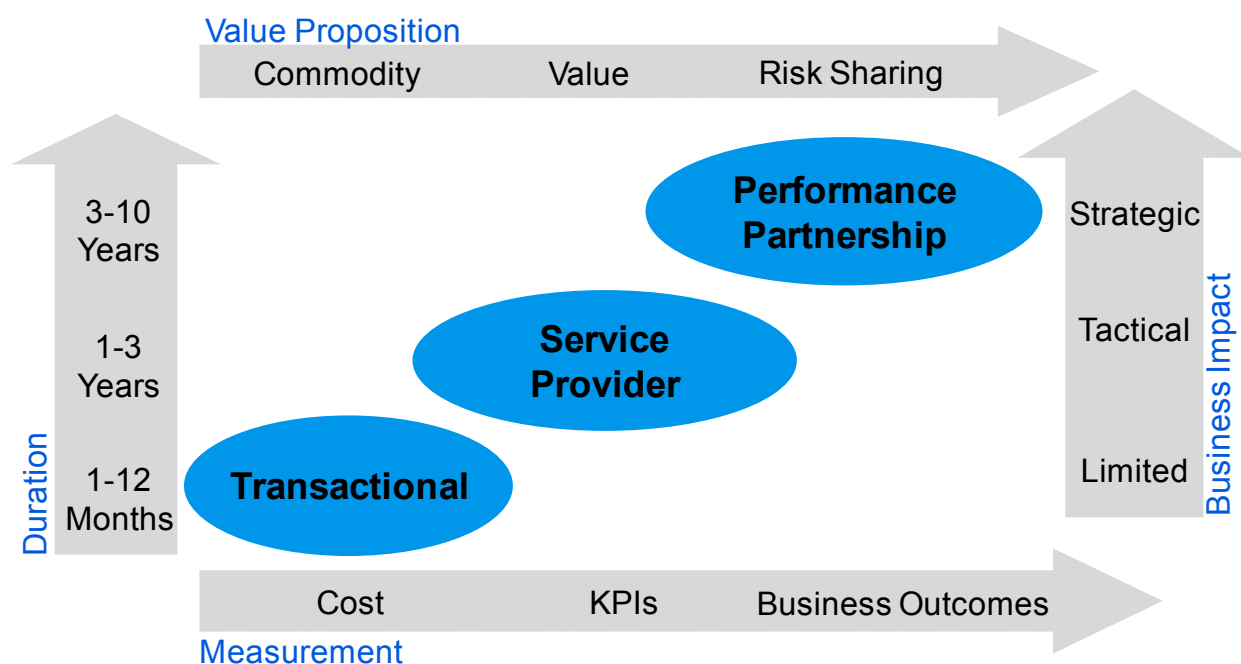 Value Proposition
Commodity Value Risk Sharing
3-10
Years
1-3
Years
1-12
Months
Duration
Performance
Partnership
Service
Provider
Transactional
Strategic
Tactical
Limited
Business Impact
Cost KPIs Business Outcomes
Measurement